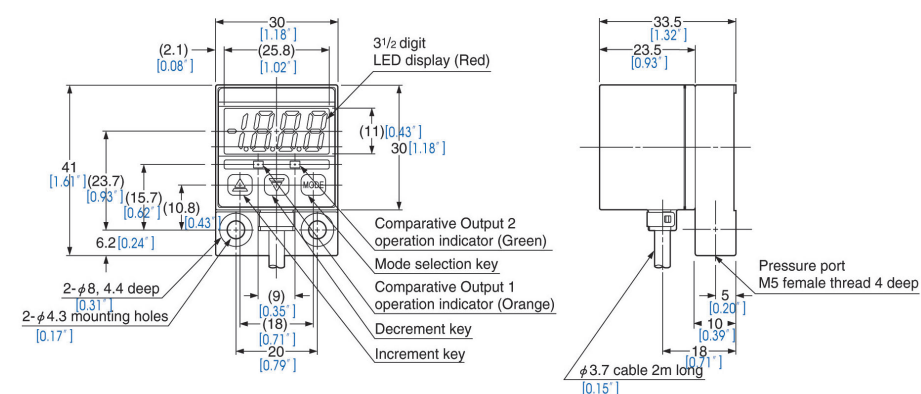 30
[1.18″]
(2.1)
[0.08″]
(25.8)
[1.02″]
3 1/2 digit
LED display (Red)
-1.8.8.8
(11)[0.43″]
30[1.18″]
41
[1.61″]
(23.7)
[0.93″]
(15.7)
[0.62″]
(10.8)
[0.43″]
6.2[0.24″]
MODE
2-φ8, 4.4 deep
[0.31″]
2-φ4.3 mounting holes
[0.17″]
(9)
[0.35″]
(18)
[0.71″]
20
[0.79″]
Comparative Output 2
operation indicator (Green)
Mode selection key
Comparative Output 1
operation indicator (Orange)
Decrement key
Increment key
33.5
[1.32″]
23.5
[0.93″]
Pressure port
M5 female thread 4 deep
5
[0.20″]
10
[0.39″]
18
[0.71″]
φ3.7 cable 2m long
[0.15″]